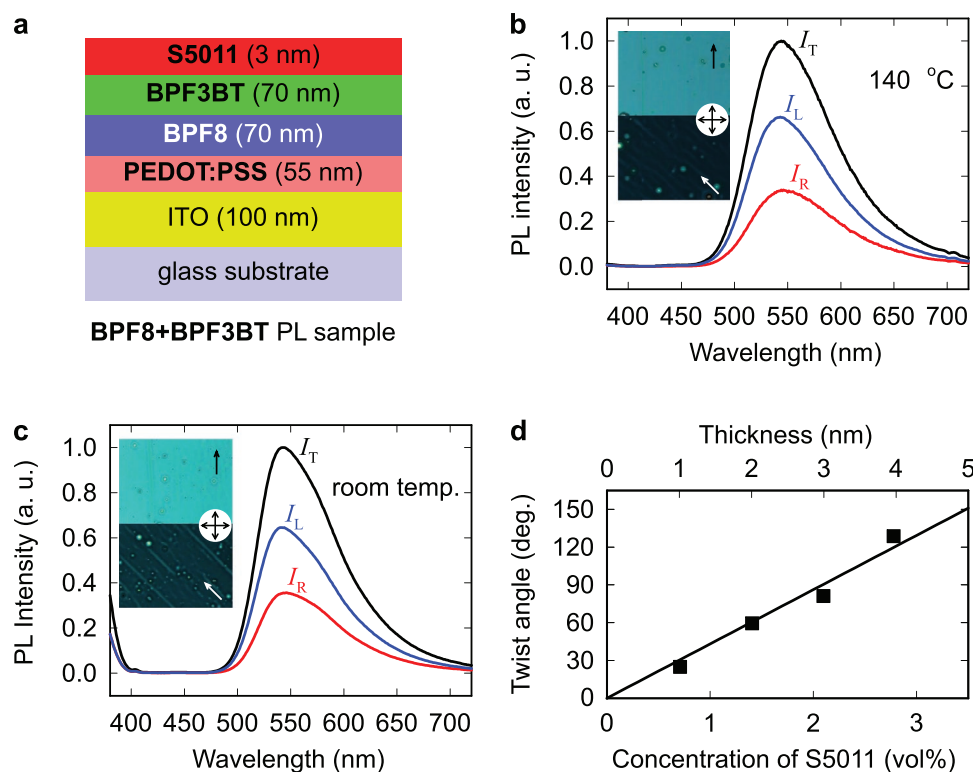 a
S5011 (3 nm)
BPF3BT (70 nm)
BPF8 (70 nm)
PEDOT:PSS (55 nm)
ITO (100 nm)
glass substrate
BPF8+BPF3BT PL sample
b
PL intensity (a. u.)
1.0
0.8
0.6
0.4
0.2
0.0
I_T
I_L
I_R
140 °C
400 450 500 550 600 650 700
Wavelength (nm)
c
PL Intensity (a. u.)
1.0
0.8
0.6
0.4
0.2
0.0
I_T
room temp.
I_L
I_R
400 450 500 550 600 650 700
Wavelength (nm)
d
Thickness (nm)
0 1 2 3 4 5
Twist angle (deg.)
150
120
90
60
30
0
0 1 2 3
Concentration of S5011 (vol%)